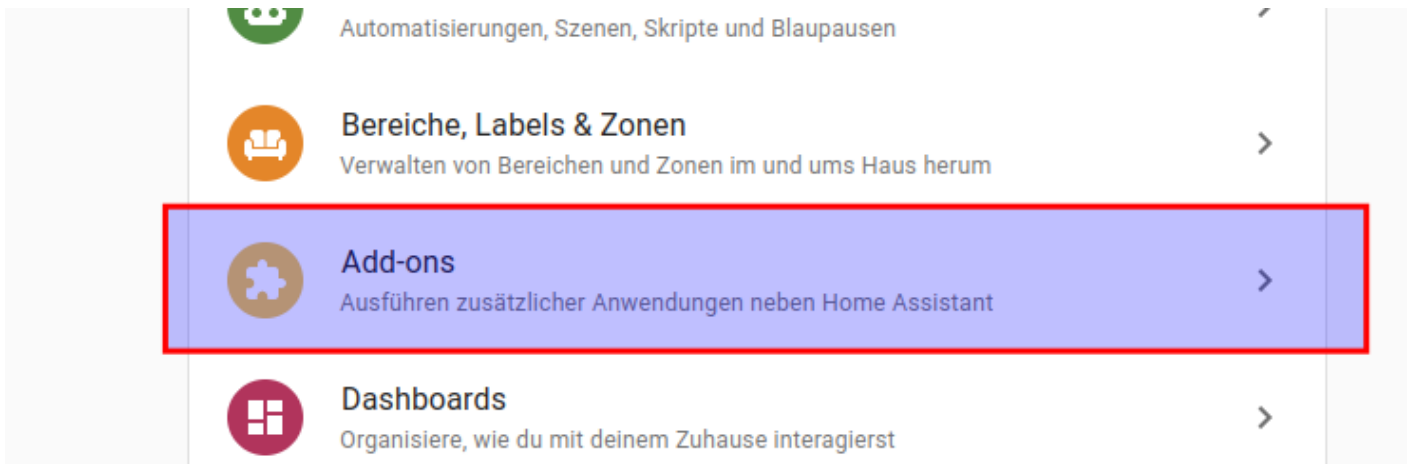 Automatisierungen, Szenen, Skripte und Blaupausen
Bereiche, Labels & Zonen
Verwalten von Bereichen und Zonen im und ums Haus herum
Add-ons
Ausführen zusätzlicher Anwendungen neben Home Assistant
Dashboards
Organisiere, wie du mit deinem Zuhause interagierst